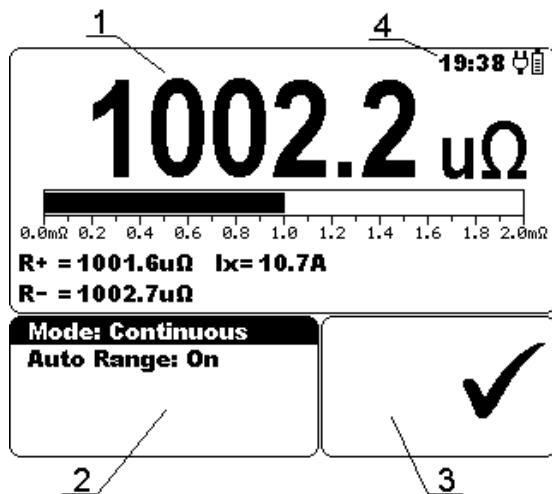 1
4
19:38
1002.2 uΩ
0.0mΩ 0.2 0.4 0.6 0.8 1.0 1.2 1.4 1.6 1.8 2.0mΩ
R+ = 1001.6uΩ Ix= 10.7A
R- = 1002.7uΩ
Mode: Continuous
Auto Range: On
2
3